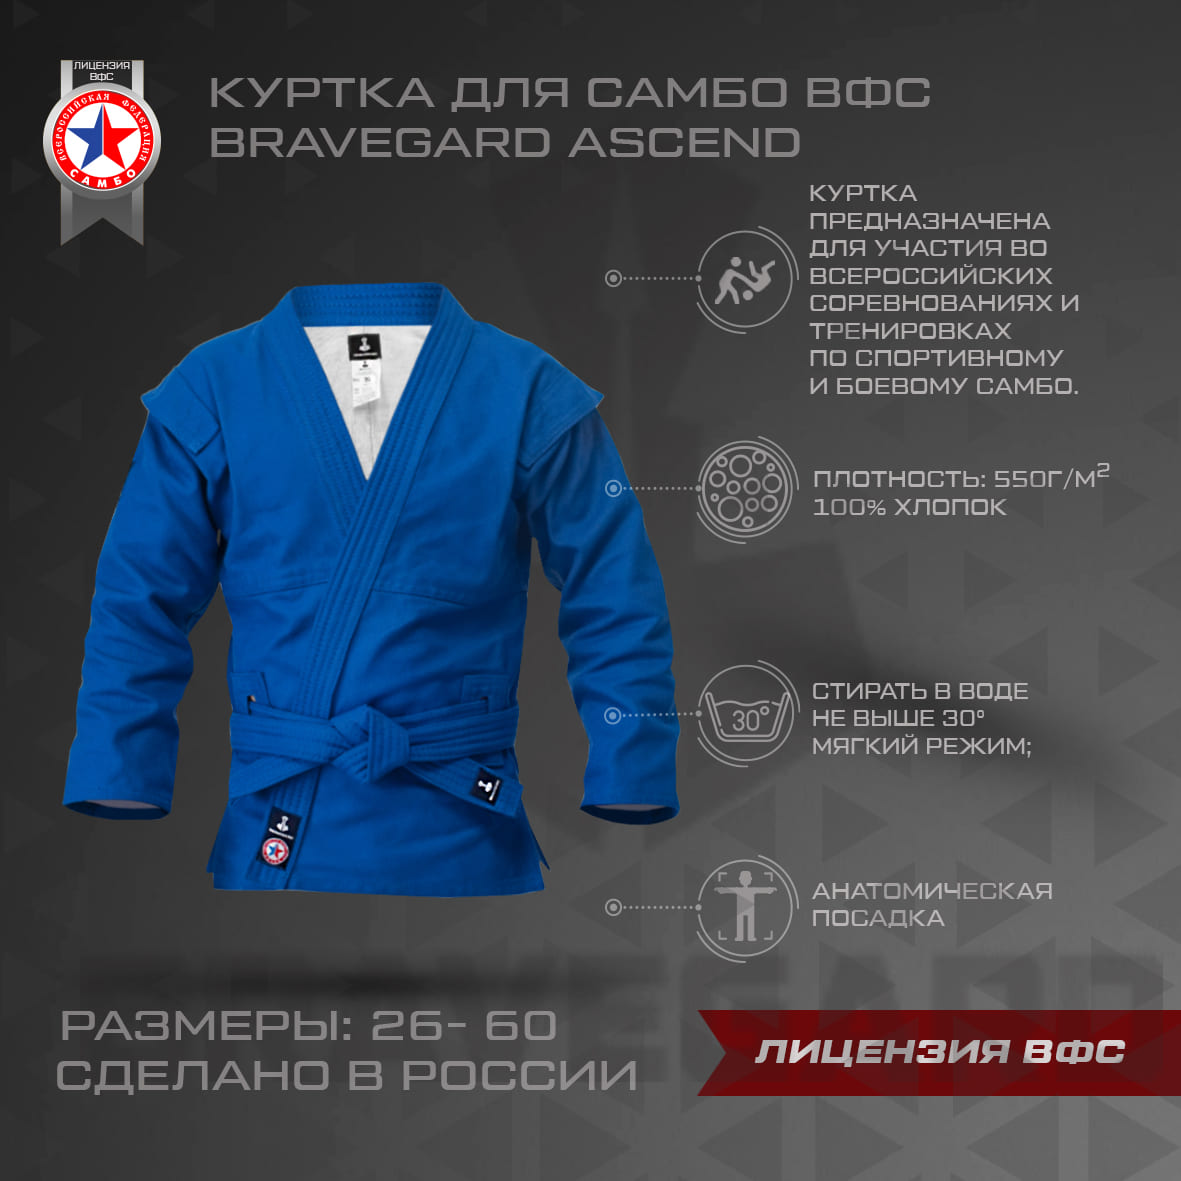 ЛИЦЕНЗИЯ
ВФС
ВСЕРОССИЙСКАЯ ФЕДЕРАЦИЯ
САМБО
КУРТКА ДЛЯ САМБО ВФС
BRAVEGARD ASCEND
КУРТКА
ПРЕДНАЗНАЧЕНА
ДЛЯ УЧАСТИЯ ВО
ВСЕРОССИЙСКИХ
СОРЕВНОВАНИЯХ И
ТРЕНИРОВКАХ
ПО СПОРТИВНОМУ
И БОЕВОМУ САМБО.
ПЛОТНОСТЬ: 550Г/М²
100% ХЛОПОК
30°
СТИРАТЬ В ВОДЕ
НЕ ВЫШЕ 30°
МЯГКИЙ РЕЖИМ;
АНАТОМИЧЕСКАЯ
ПОСАДКА
РАЗМЕРЫ: 26- 60
СДЕЛАНО В РОССИИ
ЛИЦЕНЗИЯ ВФС